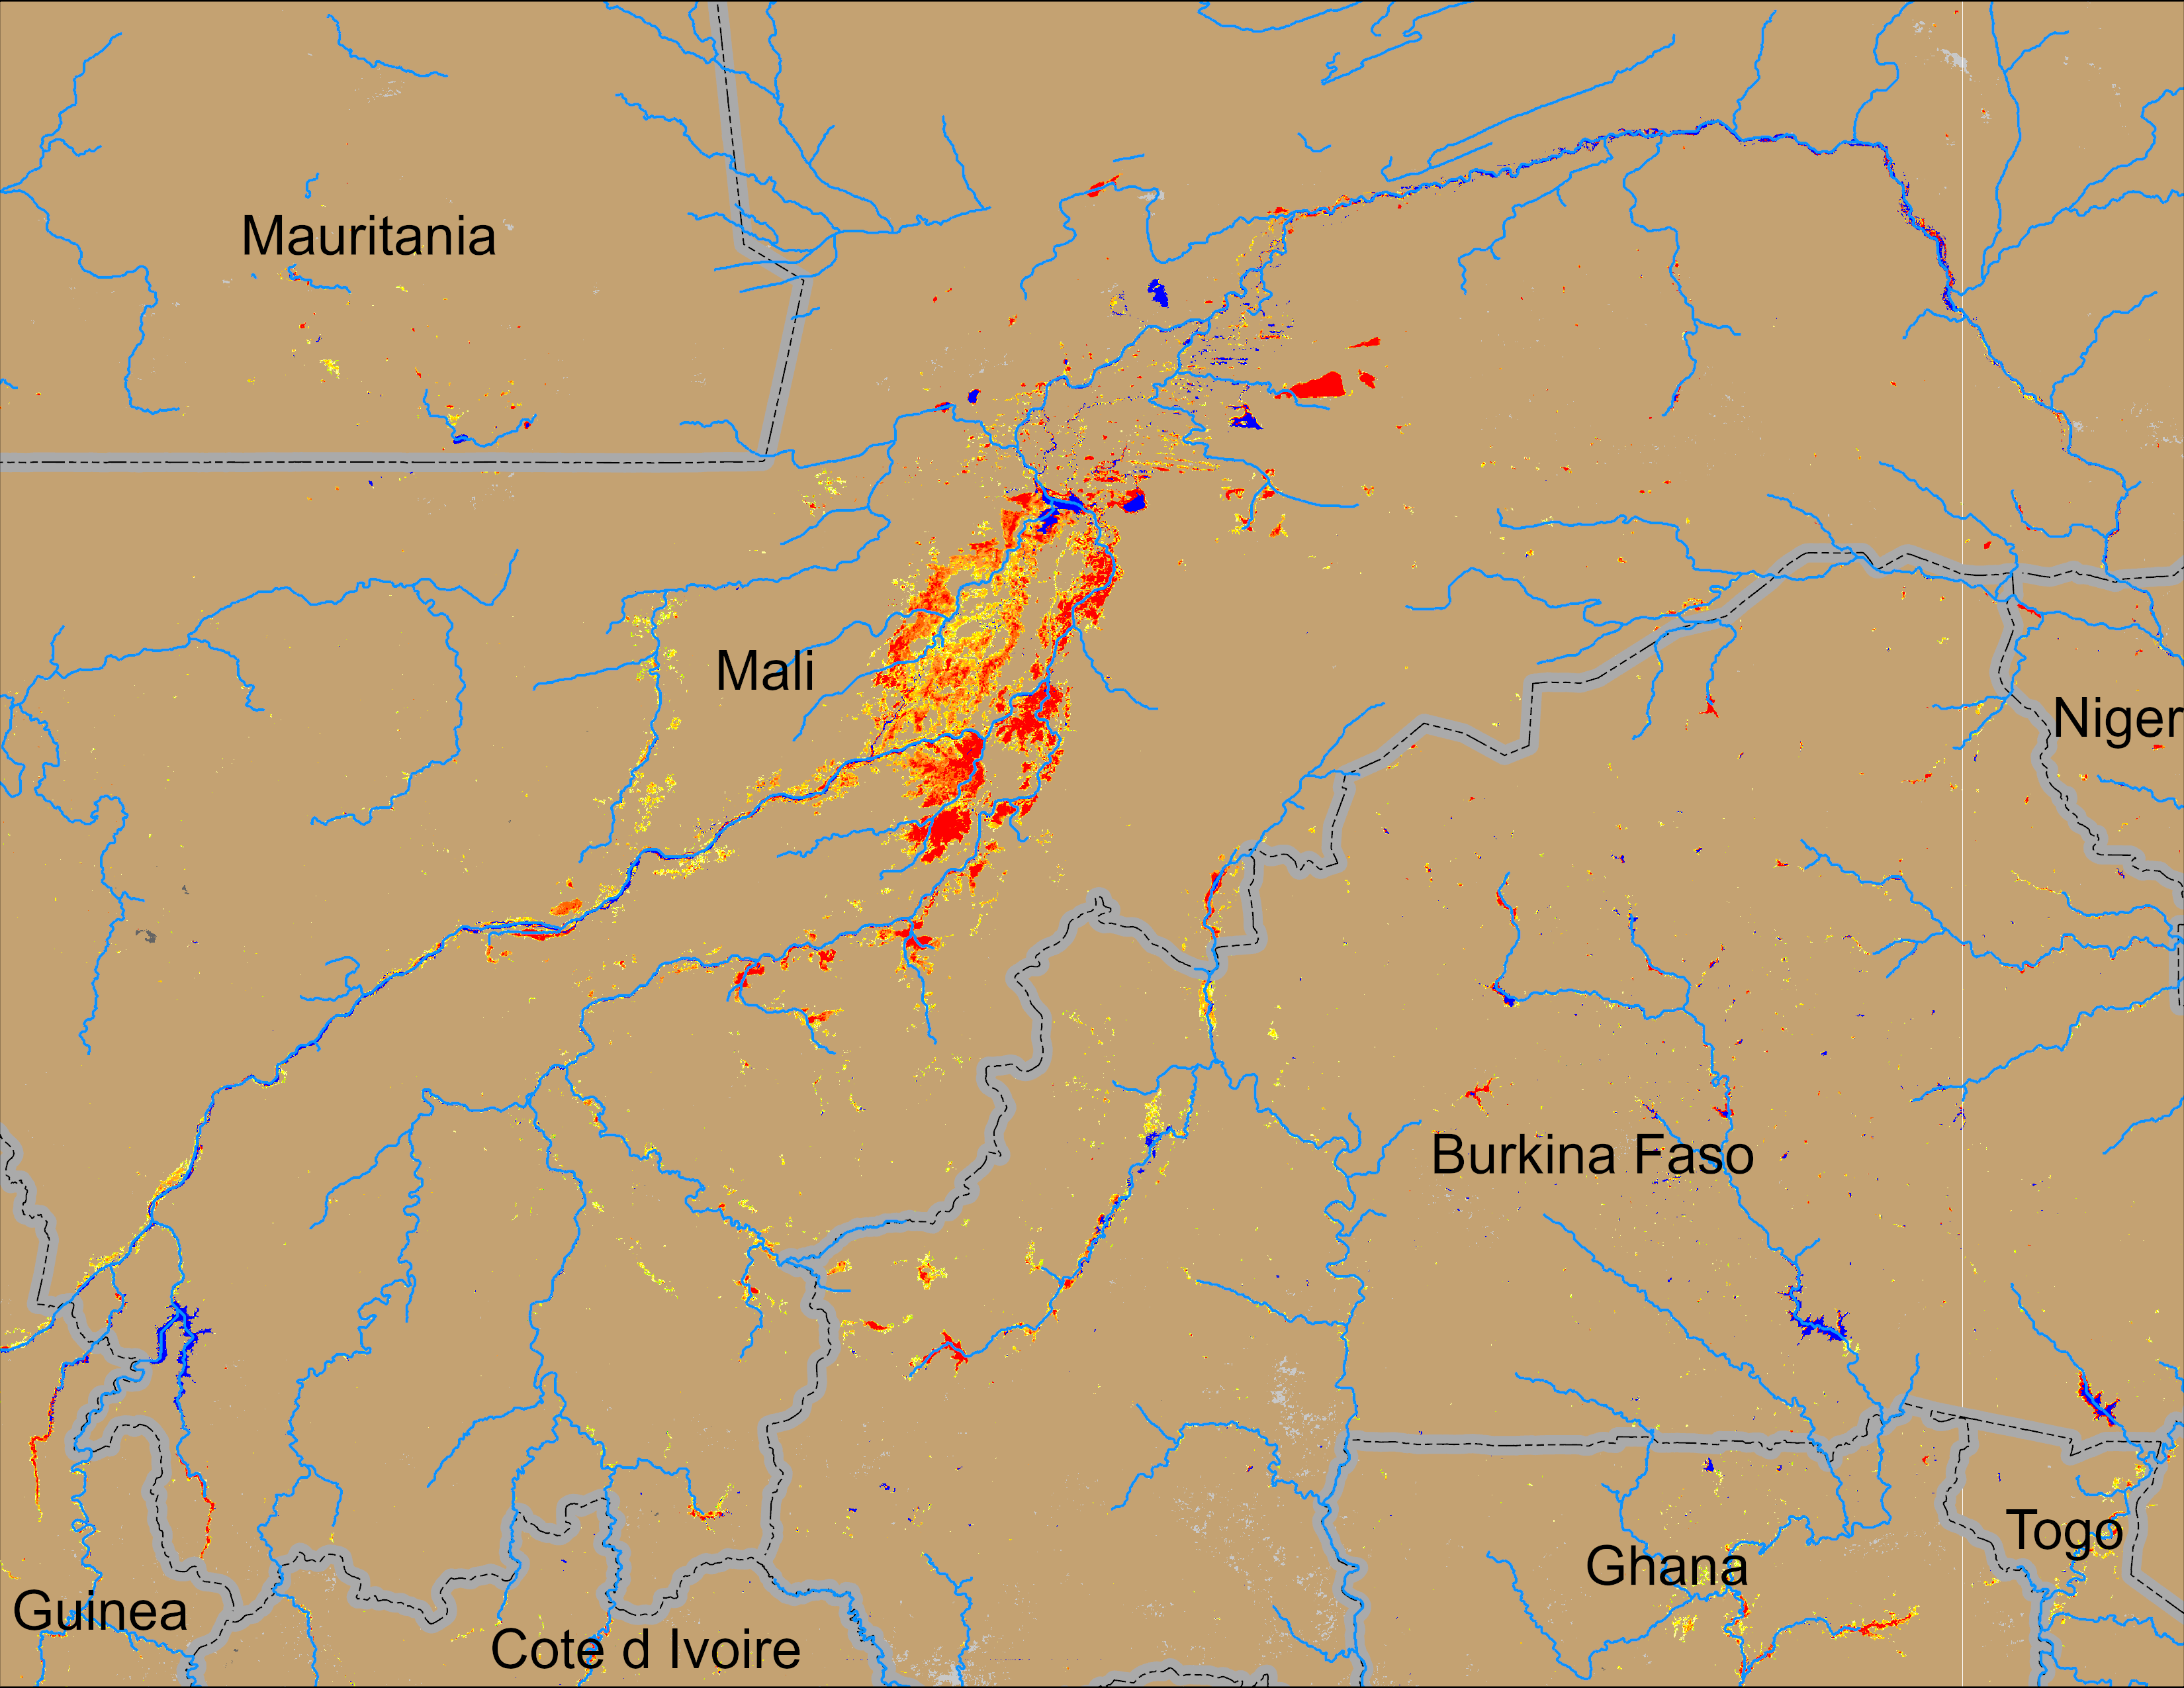 Mauritania
Mali
Niger
Burkina Faso
Togo
Ghana
Guinea
Cote d Ivoire